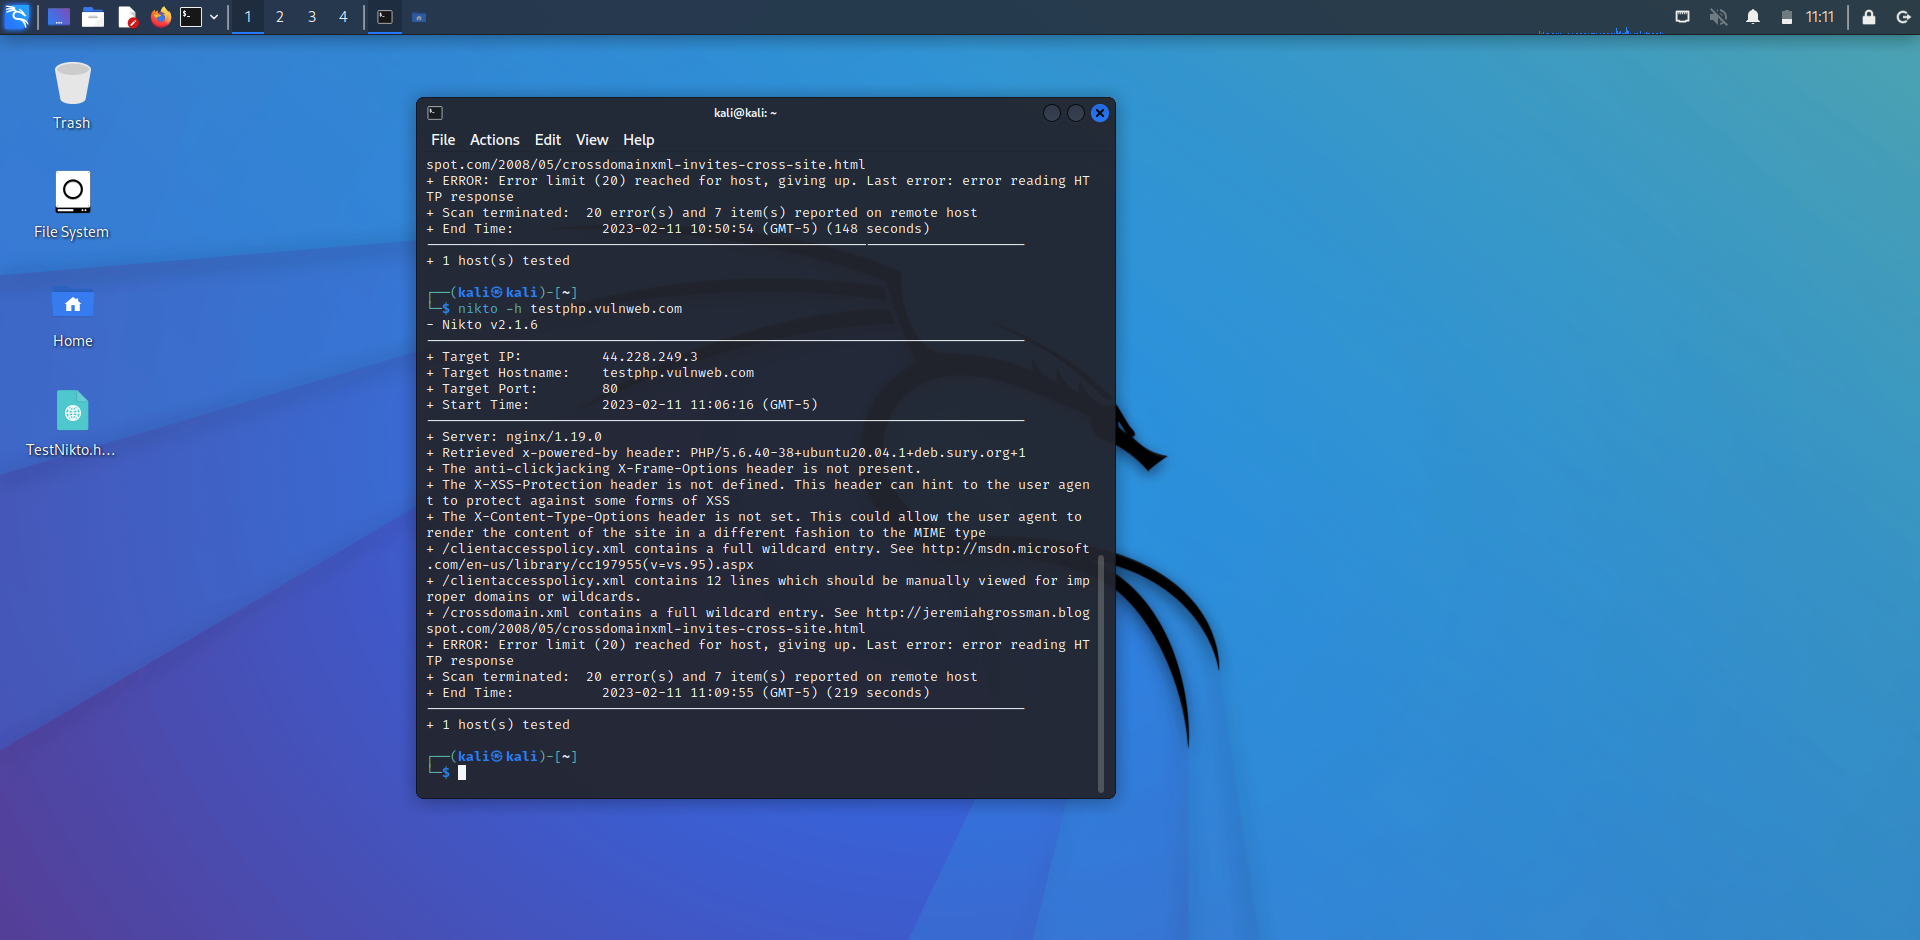 1 2 3 4
11:11
Trash
File System
Home
TestNikto.h...
kali@kali: ~
File Actions Edit View Help
spot.com/2008/05/crossdomainxml-invites-cross-site.html
+ ERROR: Error limit (20) reached for host, giving up. Last error: error reading HT
TP response
+ Scan terminated:  20 error(s) and 7 item(s) reported on remote host
+ End Time:           2023-02-11 10:50:54 (GMT-5) (148 seconds)
+ 1 host(s) tested
┌──(kali㉿kali)-[~]
└─$ nikto -h testphp.vulnweb.com
- Nikto v2.1.6
+ Target IP:          44.228.249.3
+ Target Hostname:    testphp.vulnweb.com
+ Target Port:        80
+ Start Time:         2023-02-11 11:06:16 (GMT-5)
+ Server: nginx/1.19.0
+ Retrieved x-powered-by header: PHP/5.6.40-38+ubuntu20.04.1+deb.sury.org+1
+ The anti-clickjacking X-Frame-Options header is not present.
+ The X-XSS-Protection header is not defined. This header can hint to the user agen
t to protect against some forms of XSS
+ The X-Content-Type-Options header is not set. This could allow the user agent to
render the content of the site in a different fashion to the MIME type
+ /clientaccesspolicy.xml contains a full wildcard entry. See http://msdn.microsoft
.com/en-us/library/cc197955(v=vs.95).aspx
+ /clientaccesspolicy.xml contains 12 lines which should be manually viewed for imp
roper domains or wildcards.
+ /crossdomain.xml contains a full wildcard entry. See http://jeremiahgrossman.blog
spot.com/2008/05/crossdomainxml-invites-cross-site.html
+ ERROR: Error limit (20) reached for host, giving up. Last error: error reading HT
TP response
+ Scan terminated:  20 error(s) and 7 item(s) reported on remote host
+ End Time:           2023-02-11 11:09:55 (GMT-5) (219 seconds)
+ 1 host(s) tested
┌──(kali㉿kali)-[~]
└─$